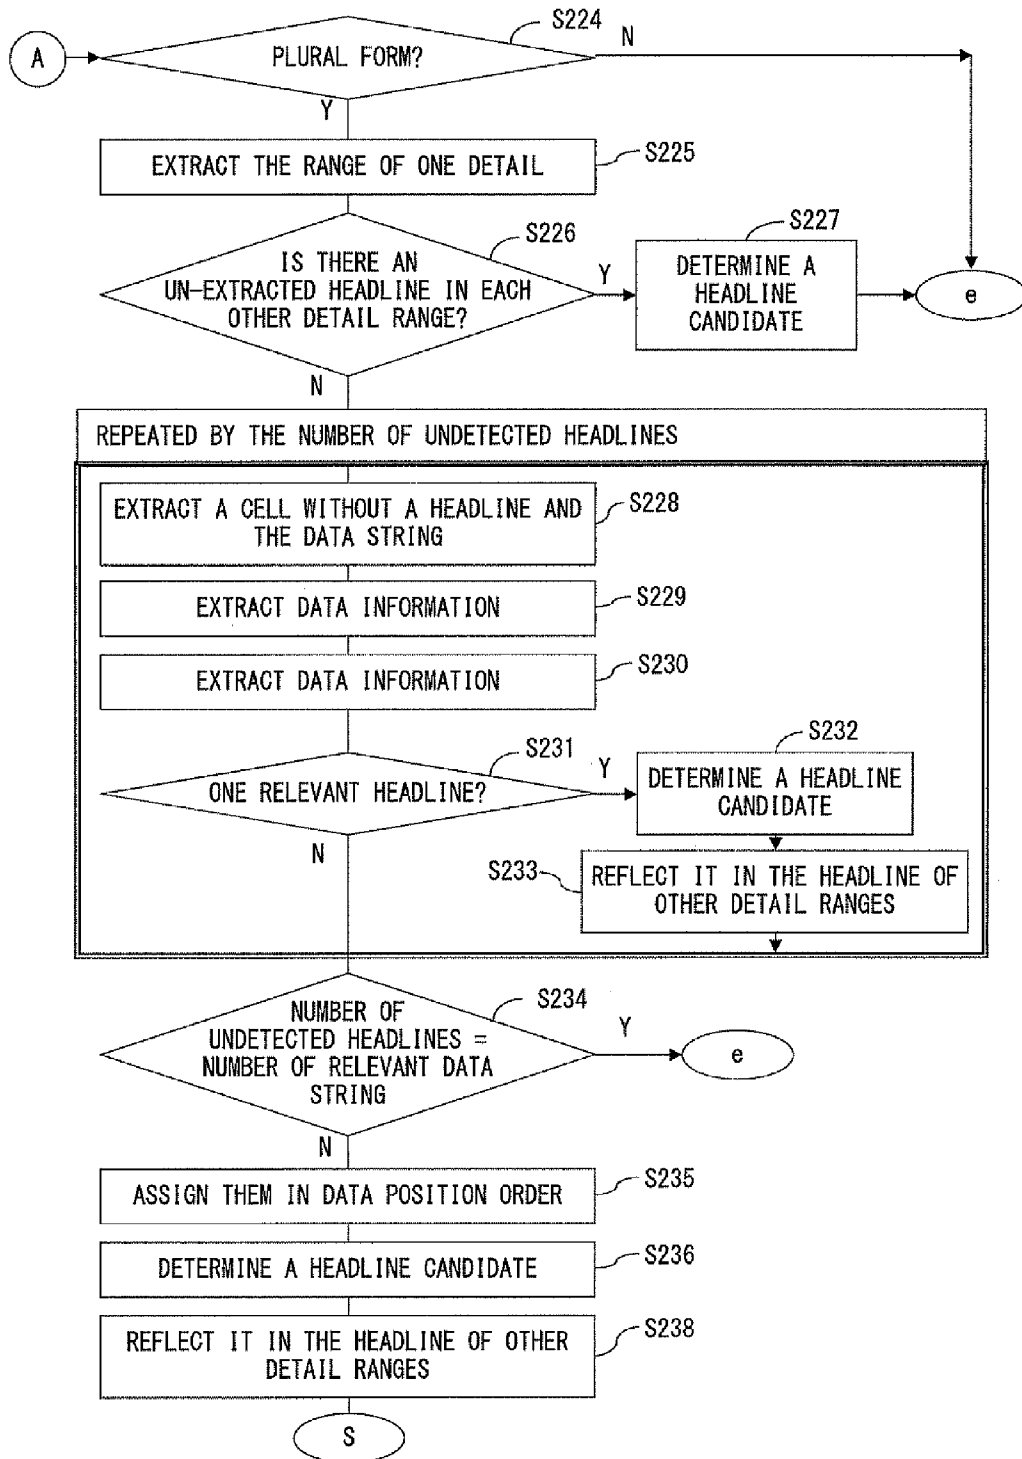 S224
A
PLURAL FORM?
N
Y
EXTRACT THE RANGE OF ONE DETAIL
S225
S226
IS THERE AN
UN-EXTRACTED HEADLINE IN EACH
OTHER DETAIL RANGE?
Y
S227
DETERMINE A
HEADLINE
CANDIDATE
e
N
REPEATED BY THE NUMBER OF UNDETECTED HEADLINES
EXTRACT A CELL WITHOUT A HEADLINE AND
THE DATA STRING
S228
EXTRACT DATA INFORMATION
S229
EXTRACT DATA INFORMATION
S230
S231
ONE RELEVANT HEADLINE?
Y
S232
DETERMINE A HEADLINE
CANDIDATE
N
S233
REFLECT IT IN THE HEADLINE OF
OTHER DETAIL RANGES
S234
NUMBER OF
UNDETECTED HEADLINES =
NUMBER OF RELEVANT DATA
STRING
Y
e
N
ASSIGN THEM IN DATA POSITION ORDER
S235
DETERMINE A HEADLINE CANDIDATE
S236
REFLECT IT IN THE HEADLINE OF OTHER
DETAIL RANGES
S238
S